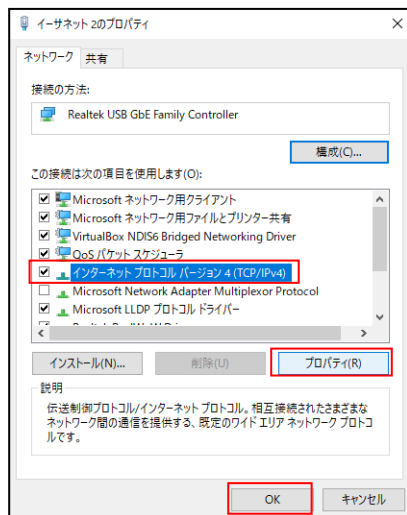 イーサネット 2のプロパティ
ネットワーク 共有
接続の方法:
Realtek USB GbE Family Controller
構成(C)...
この接続は次の項目を使用します(O):
Microsoft ネットワーク用クライアント
Microsoft ネットワーク用ファイルとプリンター共有
VirtualBox NDIS6 Bridged Networking Driver
QoS パケット スケジューラ
インターネット プロトコル バージョン 4 (TCP/IPv4)
Microsoft Network Adapter Multiplexor Protocol
Microsoft LLDP プロトコル ドライバー
インストール(N)... 削除(U) プロパティ(R)
説明
伝送制御プロトコル/インターネット プロトコル。相互接続されたさまざまな
ネットワーク間の通信を提供する、既定のワイド エリア ネットワーク プロトコ
ルです。
OK キャンセル